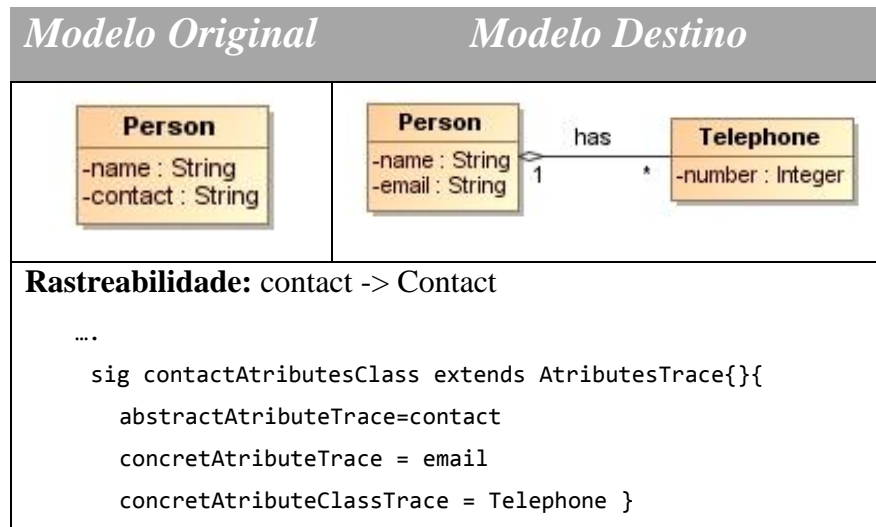 Modelo Original Modelo Destino
Person
-name : String
-contact : String
Person
-name : String
-email : String
has
1
*
Telephone
-number : Integer
Rastreabilidade: contact -> Contact
….
sig contactAtributesClass extends AtributesTrace{}{
abstractAtributeTrace=contact
concretAtributeTrace = email
concretAtributeClassTrace = Telephone }